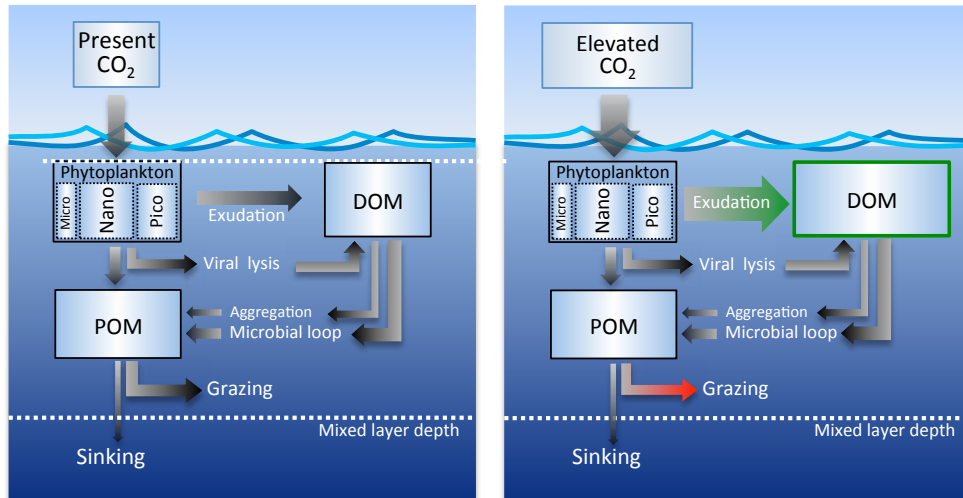 Present
CO₂
Phytoplankton
Micro
Nano
Pico
Exudation
DOM
Viral lysis
POM
Aggregation
Microbial loop
Grazing
Mixed layer depth
Sinking
Elevated
CO₂
Phytoplankton
Micro
Nano
Pico
Exudation
DOM
Viral lysis
POM
Aggregation
Microbial loop
Grazing
Mixed layer depth
Sinking